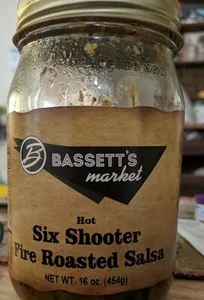 B BASSETT'S
market
Hot
Six Shooter
Fire Roasted Salsa
NET WT. 16 oz. (454g)